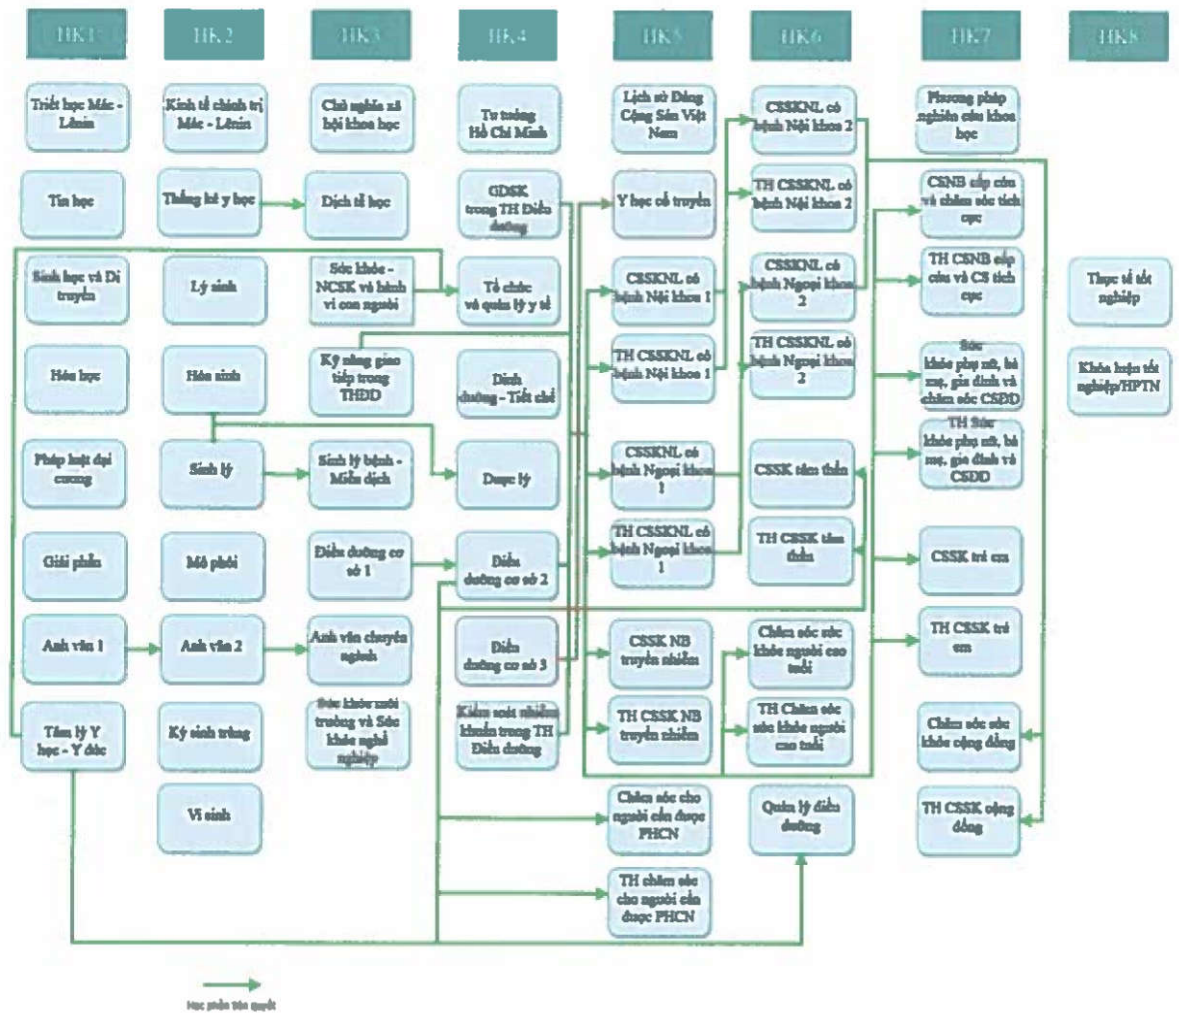 HK1
HK2
HK3
HK4
HK5
HK6
HK7
HK8
Triết học Mác -
Lênin
Kinh tế chính trị
Mác - Lênin
Chủ nghĩa xã
hội khoa học
Tư tưởng
Hồ Chí Minh
Lịch sử Đảng
Cộng Sản Việt
Nam
CSSKNL có
bệnh Nội khoa 2
Phương pháp
nghiên cứu khoa
học
Tin học
Thống kê y học
Dịch tễ học
GDSK
trong TH Điều
dưỡng
Y học cổ truyền
TH CSSKNL có
bệnh Nội khoa 2
CSNB cấp cứu
và chăm sóc tích
cực
Sinh học và Di
truyền
Lý sinh
Sức khỏe -
NCSK và hành
vi con người
Tổ chức
và quản lý y tế
CSSKNL có
bệnh Nội khoa 1
CSSKNL có
bệnh Ngoại khoa
2
TH CSNB cấp
cứu và CS tích
cực
Thực tế tốt
nghiệp
Hóa học
Hóa sinh
Kỹ năng giao
tiếp trong
THĐD
Dinh
dưỡng - Tiết chế
TH CSSKNL có
bệnh Nội khoa 1
TH CSSKNL có
bệnh Ngoại khoa
2
Sức
khỏe phụ nữ, bà
mẹ, gia đình và
chăm sóc CSĐD
Khóa luận tốt
nghiệp/HPTN
Pháp luật đại
cương
Sinh lý
Sinh lý bệnh -
Miễn dịch
Dược lý
CSSKNL có
bệnh Ngoại khoa
1
CSSK tâm thần
TH Sức
khỏe phụ nữ, bà
mẹ, gia đình và
CSĐD
Giải phẫu
Mô phôi
Điều dưỡng cơ
sở 1
Điều
dưỡng cơ sở 2
TH CSSKNL có
bệnh Ngoại khoa
1
TH CSSK tâm
thần
CSSK trẻ em
Anh văn 1
Anh văn 2
Anh văn chuyên
ngành
Điều
dưỡng cơ sở 3
CSSK NB
truyền nhiễm
Chăm sóc sức
khỏe người cao
tuổi
TH CSSK trẻ
em
Tâm lý Y
học - Y đức
Ký sinh trùng
Sức khỏe môi
trường và Sức
khỏe nghề
nghiệp
Kiểm soát nhiễm
khuẩn trong TH
Điều dưỡng
TH CSSK NB
truyền nhiễm
TH Chăm sóc
sức khỏe người
cao tuổi
Chăm sóc sức
khỏe cộng đồng
Vi sinh
Chăm sóc cho
người cần được
PHCN
Quản lý điều
dưỡng
TH CSSK cộng
đồng
TH chăm sóc
cho người cần
được PHCN
Học phần tiên quyết